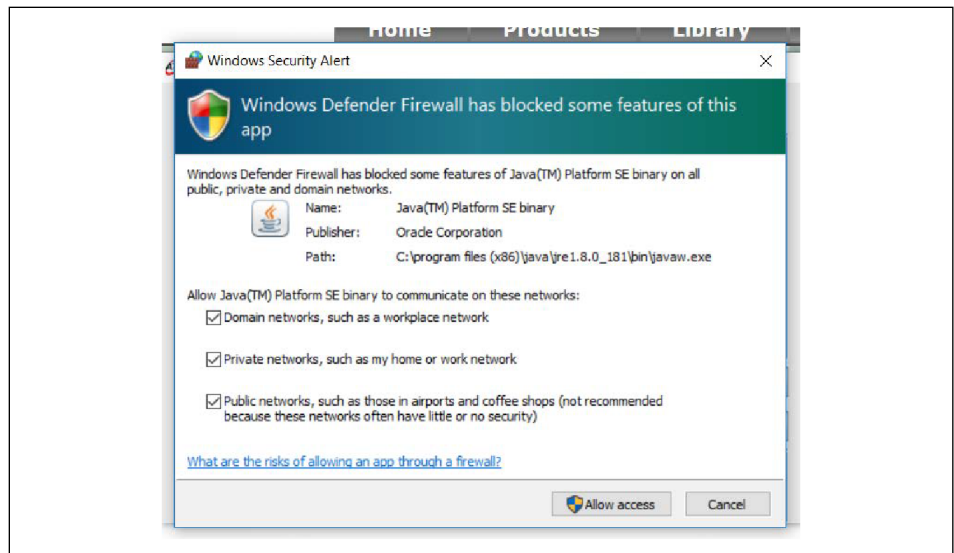 Home Products Library
Windows Security Alert
Windows Defender Firewall has blocked some features of this
app
Windows Defender Firewall has blocked some features of Java(TM) Platform SE binary on all
public, private and domain networks.
Name: Java(TM) Platform SE binary
Publisher: Oracle Corporation
Path: C:\program files (x86)\java\jre1.8.0_181\bin\javaw.exe
Allow Java(TM) Platform SE binary to communicate on these networks:
Domain networks, such as a workplace network
Private networks, such as my home or work network
Public networks, such as those in airports and coffee shops (not recommended
because these networks often have little or no security)
What are the risks of allowing an app through a firewall?
Allow access Cancel